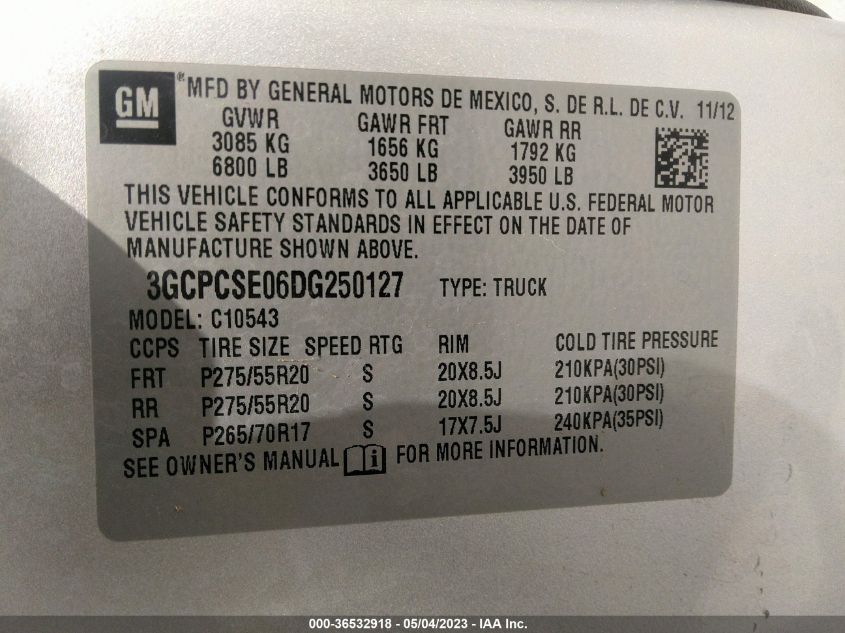 GM ® MFD BY GENERAL MOTORS DE MEXICO, S. DE R.L. DE C.V. 11/12
GVWR GAWR FRT GAWR RR
3085 KG 1656 KG 1792 KG
6800 LB 3650 LB 3950 LB
THIS VEHICLE CONFORMS TO ALL APPLICABLE U.S. FEDERAL MOTOR
VEHICLE SAFETY STANDARDS IN EFFECT ON THE DATE OF
MANUFACTURE SHOWN ABOVE.
3GCPCSE06DG250127 TYPE: TRUCK
MODEL: C10543
CCPS TIRE SIZE SPEED RTG RIM COLD TIRE PRESSURE
FRT P275/55R20 S 20X8.5J 210KPA(30PSI)
RR P275/55R20 S 20X8.5J 210KPA(30PSI)
SPA P265/70R17 S 17X7.5J 240KPA(35PSI)
SEE OWNER'S MANUAL i FOR MORE INFORMATION.
000-36532918 - 05/04/2023 - IAA Inc.